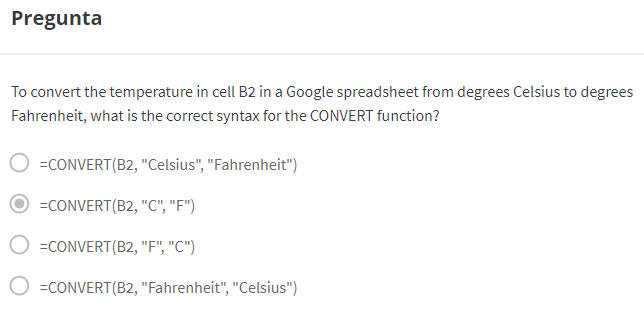 Pregunta
To convert the temperature in cell B2 in a Google spreadsheet from degrees Celsius to degrees
Fahrenheit, what is the correct syntax for the CONVERT function?
=CONVERT(B2, "Celsius", "Fahrenheit")
=CONVERT(B2, "C", "F")
=CONVERT(B2, "F", "C")
=CONVERT(B2, "Fahrenheit", "Celsius")